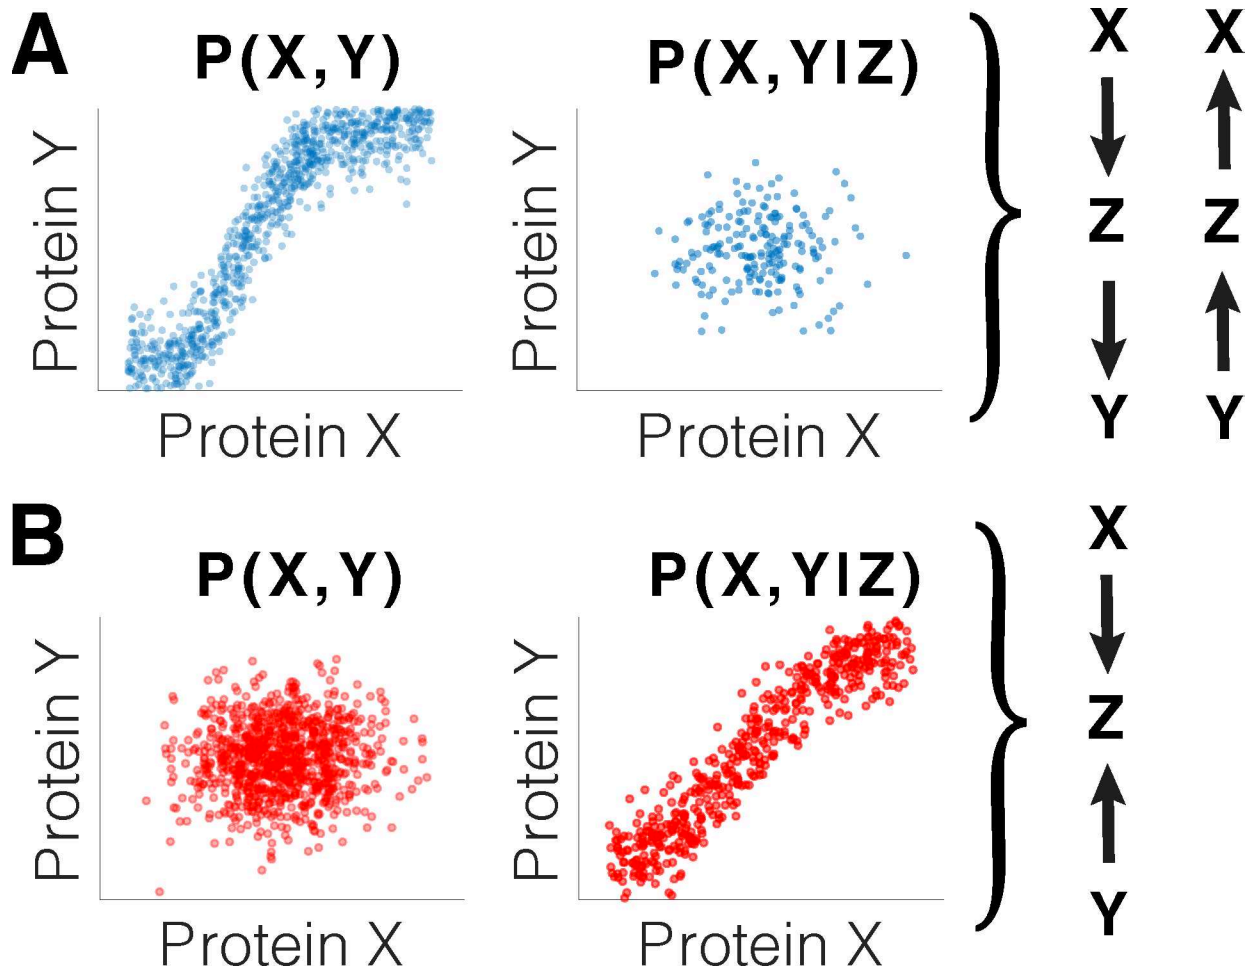 A
P(X,Y)
Protein Y
Protein X
P(X,Y|Z)
Protein Y
Protein X
X
Z
Y
X
Z
Y
B
P(X,Y)
Protein Y
Protein X
P(X,Y|Z)
Protein Y
Protein X
X
Z
Y